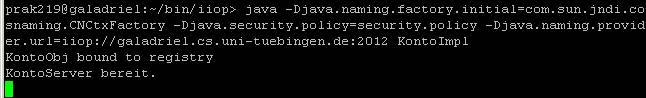 prak219@galadriel:~/bin/iiop> java -Djava.naming.factory.initial=com.sun.jndi.co
snaming.CNCtxFactory -Djava.security.policy=security.policy -Djava.naming.provid
er.url=iiop://galadriel.cs.uni-tuebingen.de:2012 KontoImpl
KontoObj bound to registry
KontoServer bereit.